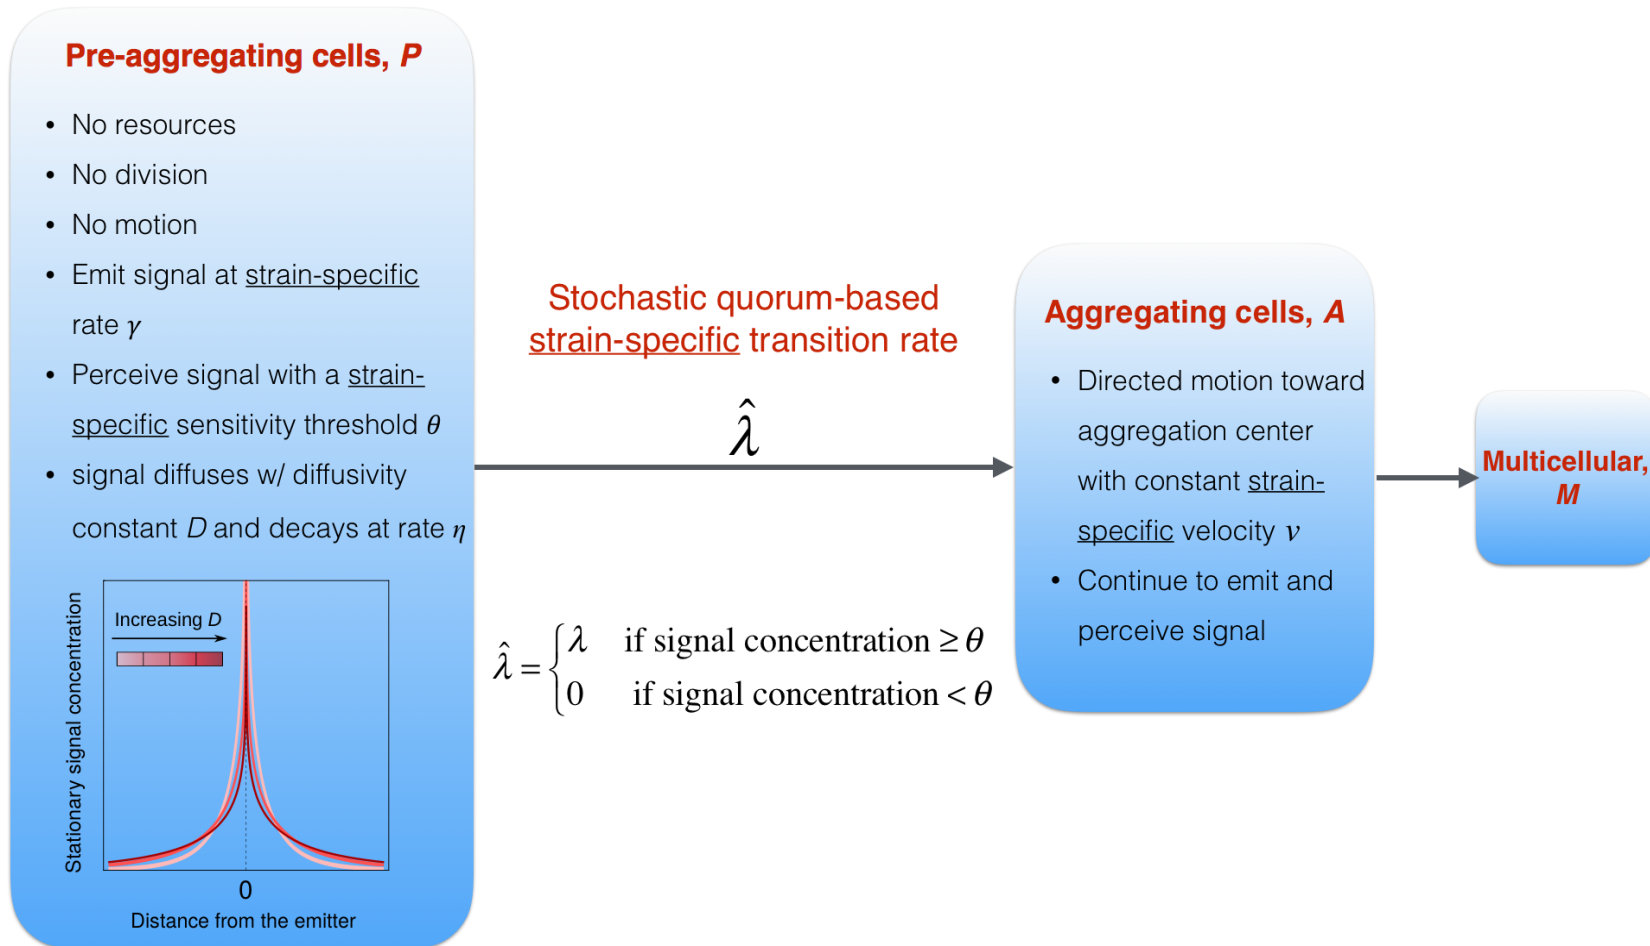 Pre-aggregating cells, P
• No resources
• No division
• No motion
• Emit signal at strain-specific
rate γ
• Perceive signal with a strain-
specific sensitivity threshold θ
• signal diffuses w/ diffusivity
constant D and decays at rate η
Stationary signal concentration
Increasing D
0
Distance from the emitter
Stochastic quorum-based
strain-specific transition rate
λ̂
λ̂ = { λ if signal concentration ≥ θ
0 if signal concentration < θ
Aggregating cells, A
• Directed motion toward
aggregation center
with constant strain-
specific velocity ν
• Continue to emit and
perceive signal
Multicellular,
M